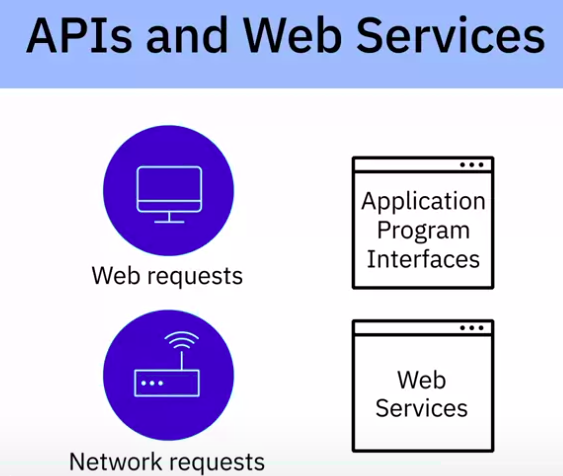 APIs and Web Services
Web requests
Application
Program
Interfaces
Network requests
Web
Services